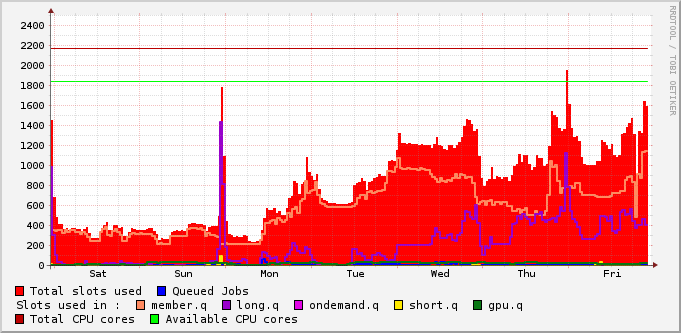 RRDTOOL / TOBI OETIKER
2400
2200
2000
1800
1600
1400
1200
1000
800
600
400
200
0
Sat Sun Mon Tue Wed Thu Fri
Total slots used Queued Jobs
Slots used in : member.q long.q ondemand.q short.q gpu.q
Total CPU cores Available CPU cores